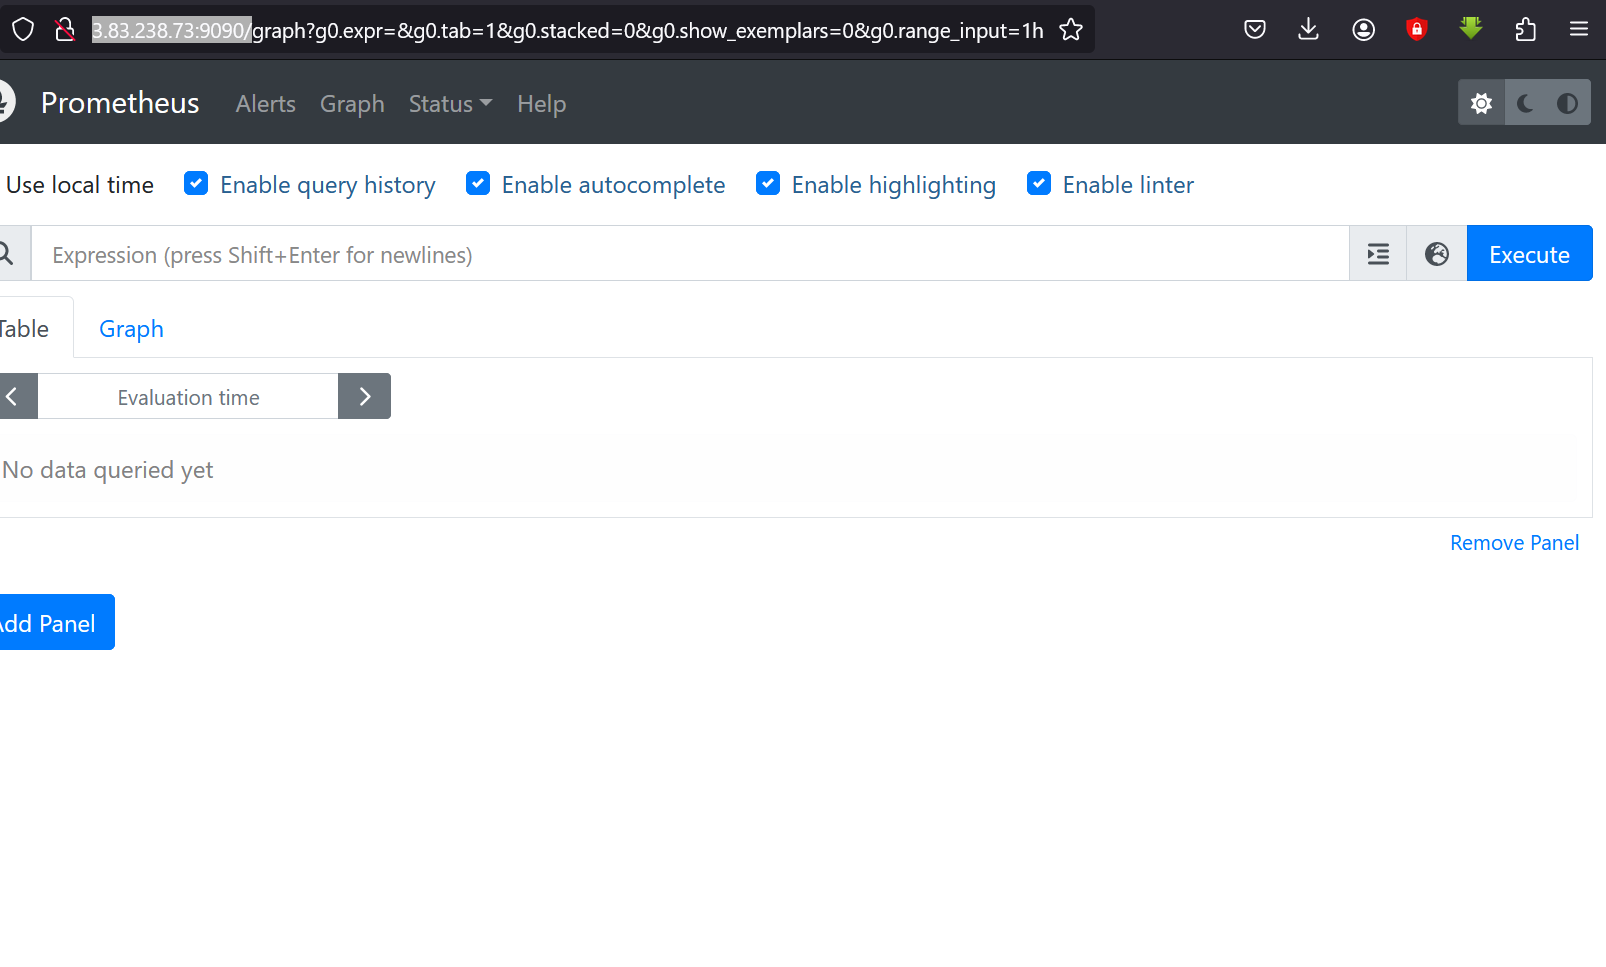 3.83.238.73:9090/graph?g0.expr=&g0.tab=1&g0.stacked=0&g0.show_exemplars=0&g0.range_input=1h
Prometheus Alerts Graph Status Help
Use local time Enable query history Enable autocomplete Enable highlighting Enable linter
Expression (press Shift+Enter for newlines) Execute
Table Graph
Evaluation time
No data queried yet
Remove Panel
Add Panel